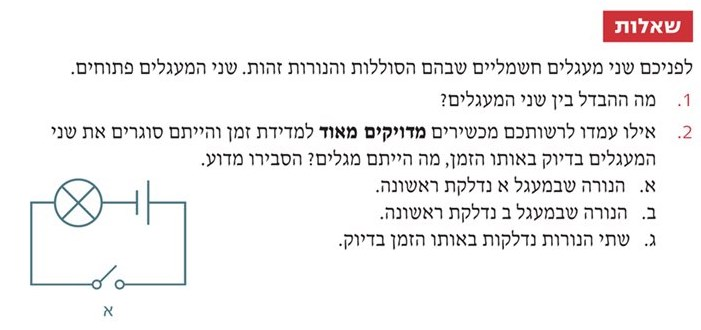 שאלות
לפניכם שני מעגלים חשמליים שבהם הסוללות והנורות זהות. שני המעגלים פתוחים.
1. מה ההבדל בין שני המעגלים?
2. אילו עמדו לרשותכם מכשירים מדויקים מאוד למדידת זמן והייתם סוגרים את שני
המעגלים בדיוק באותו הזמן, מה הייתם מגלים? הסבירו מדוע.
א. הנורה שבמעגל א נדלקת ראשונה.
ב. הנורה שבמעגל ב נדלקת ראשונה.
ג. שתי הנורות נדלקות באותו הזמן בדיוק.
א